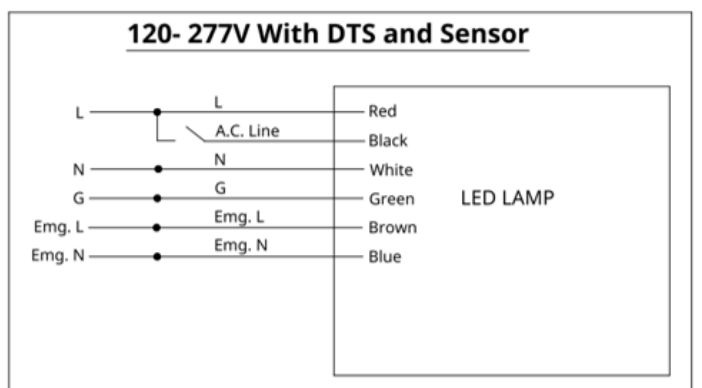 120- 277V With DTS and Sensor
L L Red
A.C. Line Black
N N White
G G Green LED LAMP
Emg. L Emg. L Brown
Emg. N Emg. N Blue